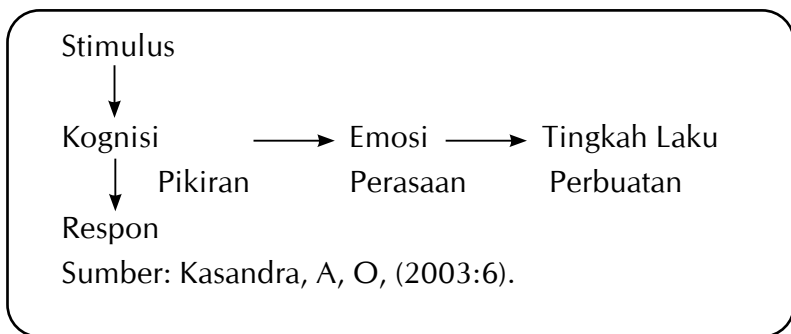 Stimulus
Kognisi Emosi Tingkah Laku
Pikiran Perasaan Perbuatan
Respon
Sumber: Kasandra, A, O, (2003:6).